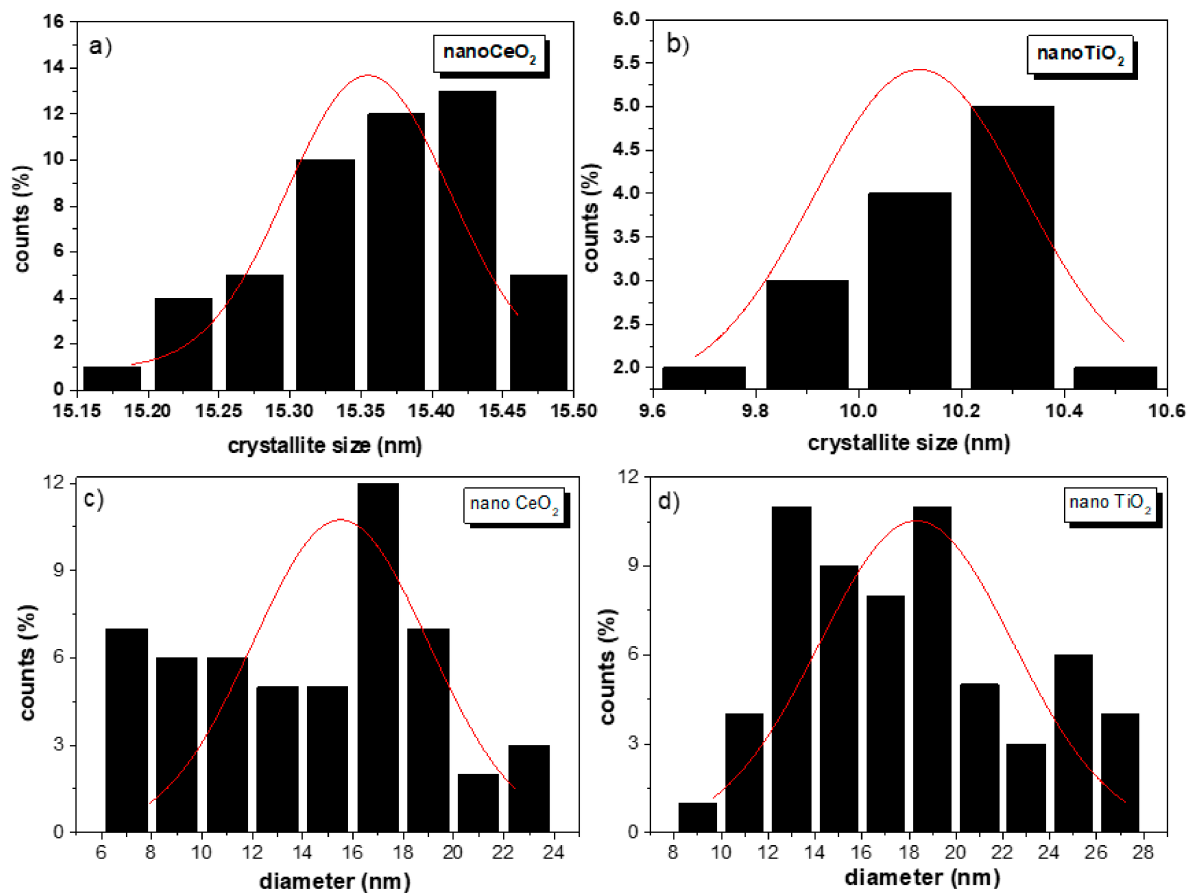 a)
nanoCeO₂
counts (%)
16
14
12
10
8
6
4
2
0
15.15 15.20 15.25 15.30 15.35 15.40 15.45 15.50
crystallite size (nm)
b)
nanoTiO₂
counts (%)
6.0
5.5
5.0
4.5
4.0
3.5
3.0
2.5
2.0
9.6 9.8 10.0 10.2 10.4 10.6
crystallite size (nm)
c)
nano CeO₂
counts (%)
12
9
6
3
0
6 8 10 12 14 16 18 20 22 24
diameter (nm)
d)
nano TiO₂
counts (%)
12
9
6
3
0
8 10 12 14 16 18 20 22 24 26 28
diameter (nm)